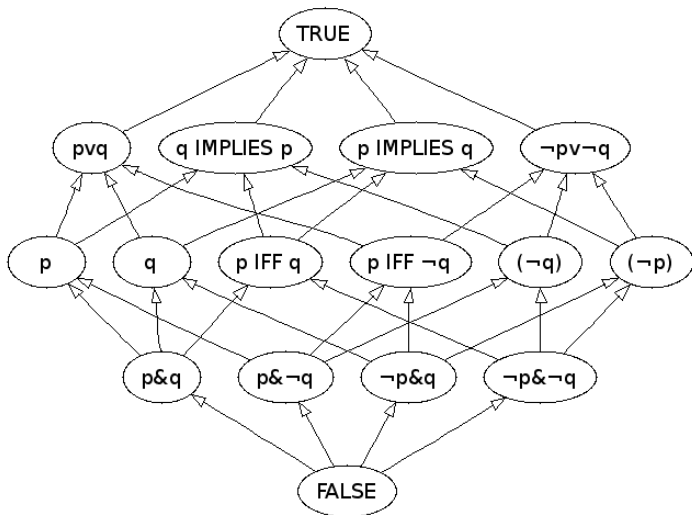 TRUE
pvq
q IMPLIES p
p IMPLIES q
¬pv¬q
p
q
p IFF q
p IFF ¬q
(¬q)
(¬p)
p&q
p&¬q
¬p&q
¬p&¬q
FALSE